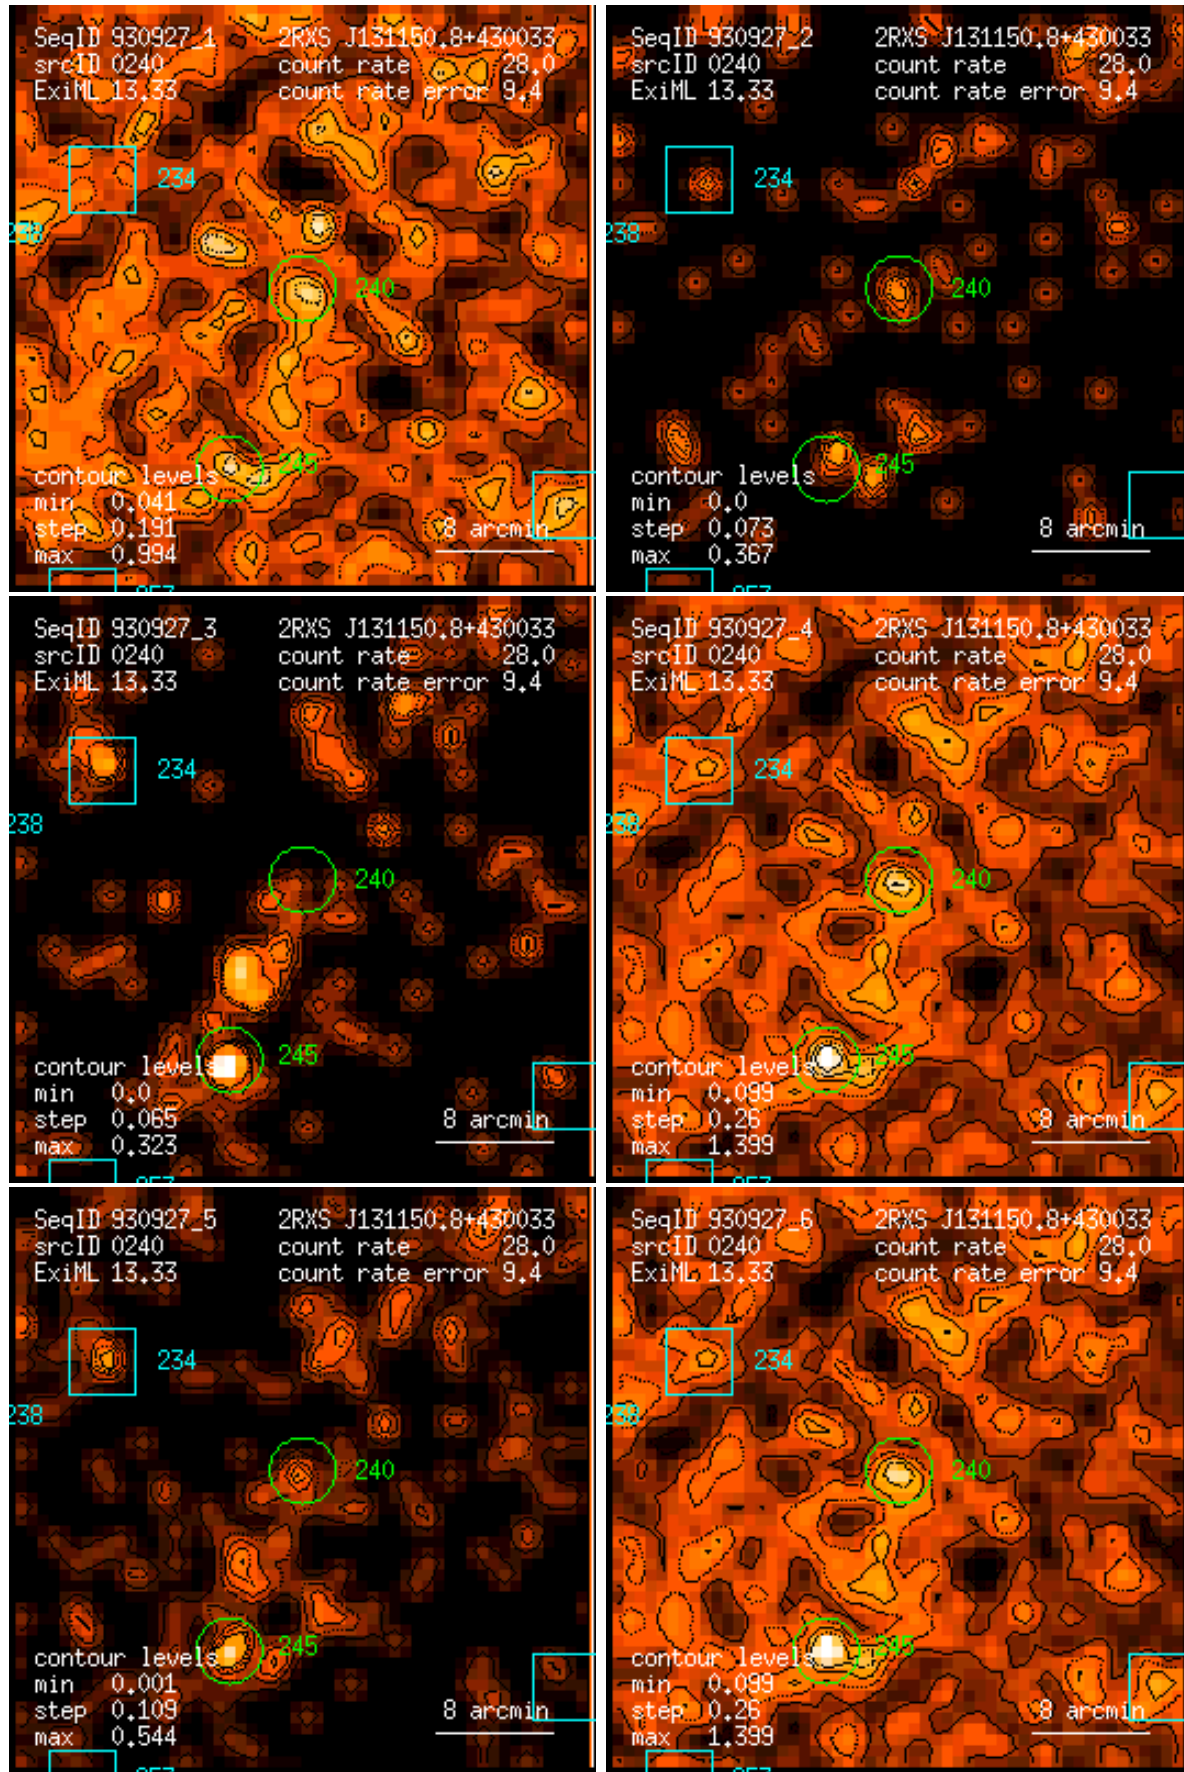 SeqID 930927_1 2RXS J131150.8+430033
srcID 0240 count rate 28.0
ExiML 13.33 count rate error 9.4
234
238
240
245
contour levels
min 0.041
step 0.191
max 0.994
8 arcmin
SeqID 930927_2 2RXS J131150.8+430033
srcID 0240 count rate 28.0
ExiML 13.33 count rate error 9.4
234
238
240
245
contour levels
min 0.0
step 0.073
max 0.367
8 arcmin
SeqID 930927_3 2RXS J131150.8+430033
srcID 0240 count rate 28.0
ExiML 13.33 count rate error 9.4
234
238
240
245
contour levels
min 0.0
step 0.065
max 0.323
8 arcmin
SeqID 930927_4 2RXS J131150.8+430033
srcID 0240 count rate 28.0
ExiML 13.33 count rate error 9.4
234
238
240
245
contour levels
min 0.099
step 0.26
max 1.399
8 arcmin
SeqID 930927_5 2RXS J131150.8+430033
srcID 0240 count rate 28.0
ExiML 13.33 count rate error 9.4
234
238
240
245
contour levels
min 0.001
step 0.109
max 0.544
8 arcmin
SeqID 930927_6 2RXS J131150.8+430033
srcID 0240 count rate 28.0
ExiML 13.33 count rate error 9.4
234
238
240
245
contour levels
min 0.099
step 0.26
max 1.399
8 arcmin